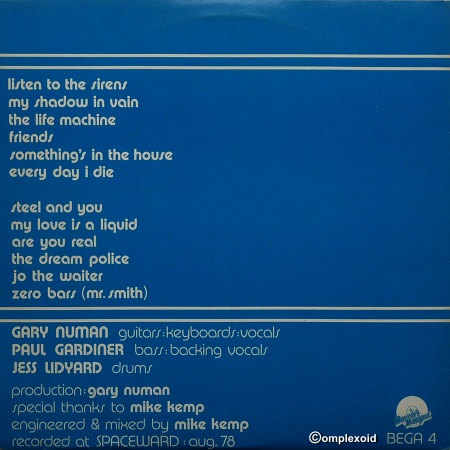 listen to the sirens
my shadow in vain
the life machine
friends
something's in the house
every day i die
steel and you
my love is a liquid
are you real
the dream police
jo the waiter
zero bars (mr. smith)
GARY NUMAN guitars:keyboards:vocals
PAUL GARDINER bass:backing vocals
JESS LIDYARD drums
production:gary numan
special thanks to mike kemp
engineered & mixed by mike kemp
recorded at SPACEWARD:aug.78
BEGA 4
©omplexoid